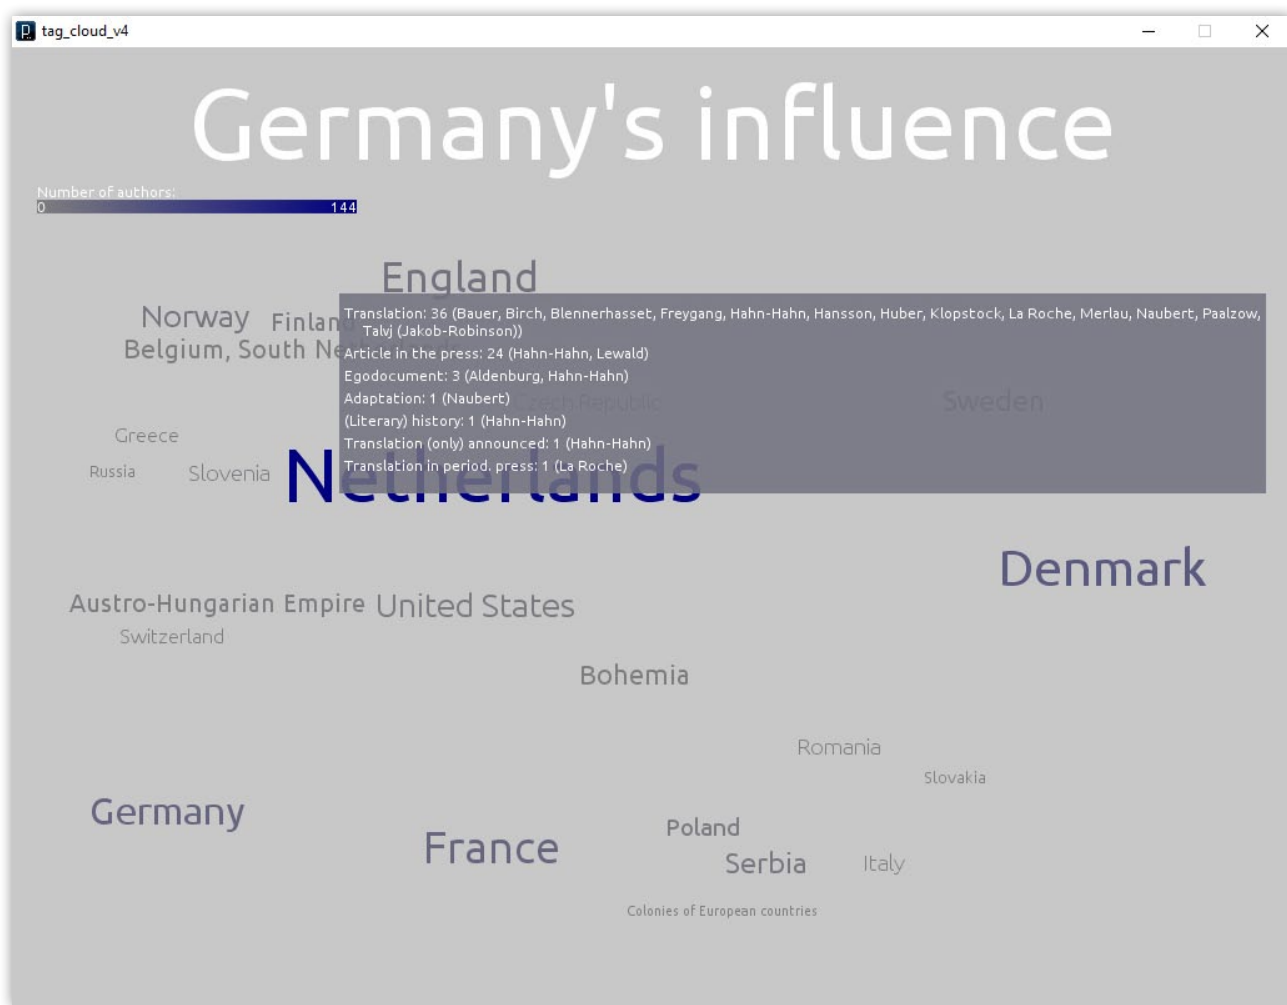 tag_cloud_v4
Germany's influence
Number of authors:
0 144
England
Norway
Finland
Belgium, South Netherlands
Translation: 36 (Bauer, Birch, Blennerhasset, Freygang, Hahn-Hahn, Hansson, Huber, Klopstock, La Roche, Merlau, Naubert, Paalzow,
Talvj (Jakob-Robinson))
Article in the press: 24 (Hahn-Hahn, Lewald)
Egodocument: 3 (Aldenburg, Hahn-Hahn)
Adaptation: 1 (Naubert)
(Literary) history: 1 (Hahn-Hahn)
Translation (only) announced: 1 (Hahn-Hahn)
Translation in period. press: 1 (La Roche)
Czech Republic
Sweden
Greece
Russia
Slovenia
Netherlands
Denmark
Austro-Hungarian Empire
United States
Switzerland
Bohemia
Romania
Slovakia
Germany
France
Poland
Serbia
Italy
Colonies of European countries